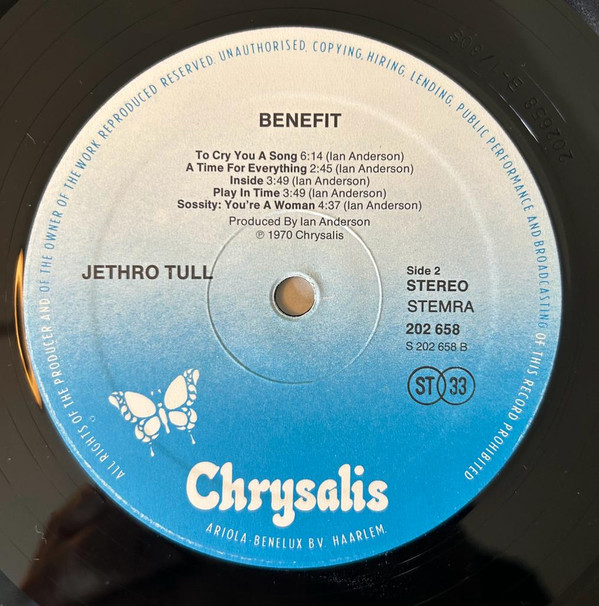 ALL RIGHTS OF THE PRODUCER AND OF THE OWNER OF THE WORK REPRODUCED RESERVED. UNAUTHORISED, COPYING, HIRING, LENDING, PUBLIC PERFORMANCE AND BROADCASTING OF THIS RECORD PROHIBITED
BENEFIT
To Cry You A Song 6:14 (Ian Anderson)
A Time For Everything 2:45 (Ian Anderson)
Inside 3:49 (Ian Anderson)
Play In Time 3:49 (Ian Anderson)
Sossity: You're A Woman 4:37 (Ian Anderson)
Produced By Ian Anderson
℗ 1970 Chrysalis
JETHRO TULL
Side 2
STEREO
STEMRA
202 658
S 202 658 B
ST 33
Chrysalis
ARIOLA-BENELUX B.V. HAARLEM.